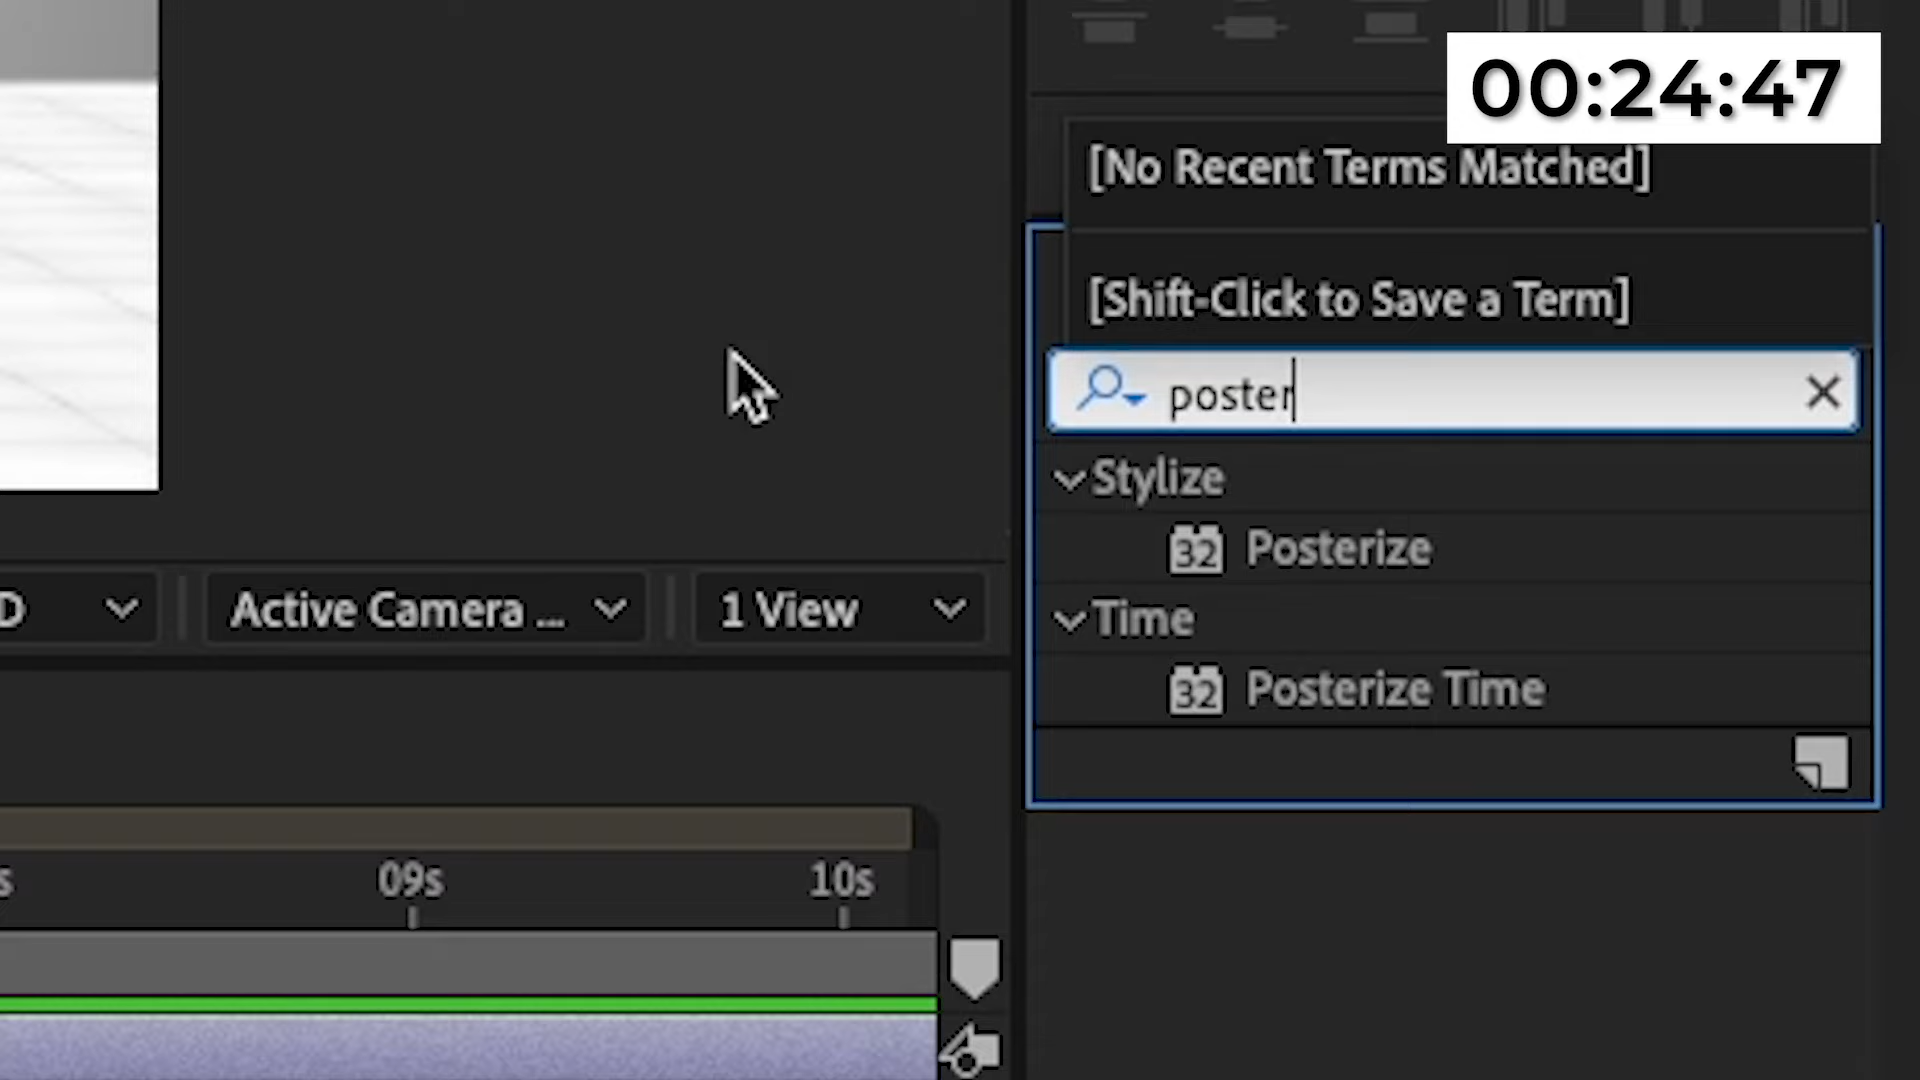 00:24:47
[No Recent Terms Matched]
[Shift-Click to Save a Term]
poster
Stylize
32 Posterize
Time
32 Posterize Time
D
Active Camera ...
1 View
s
09s
10s